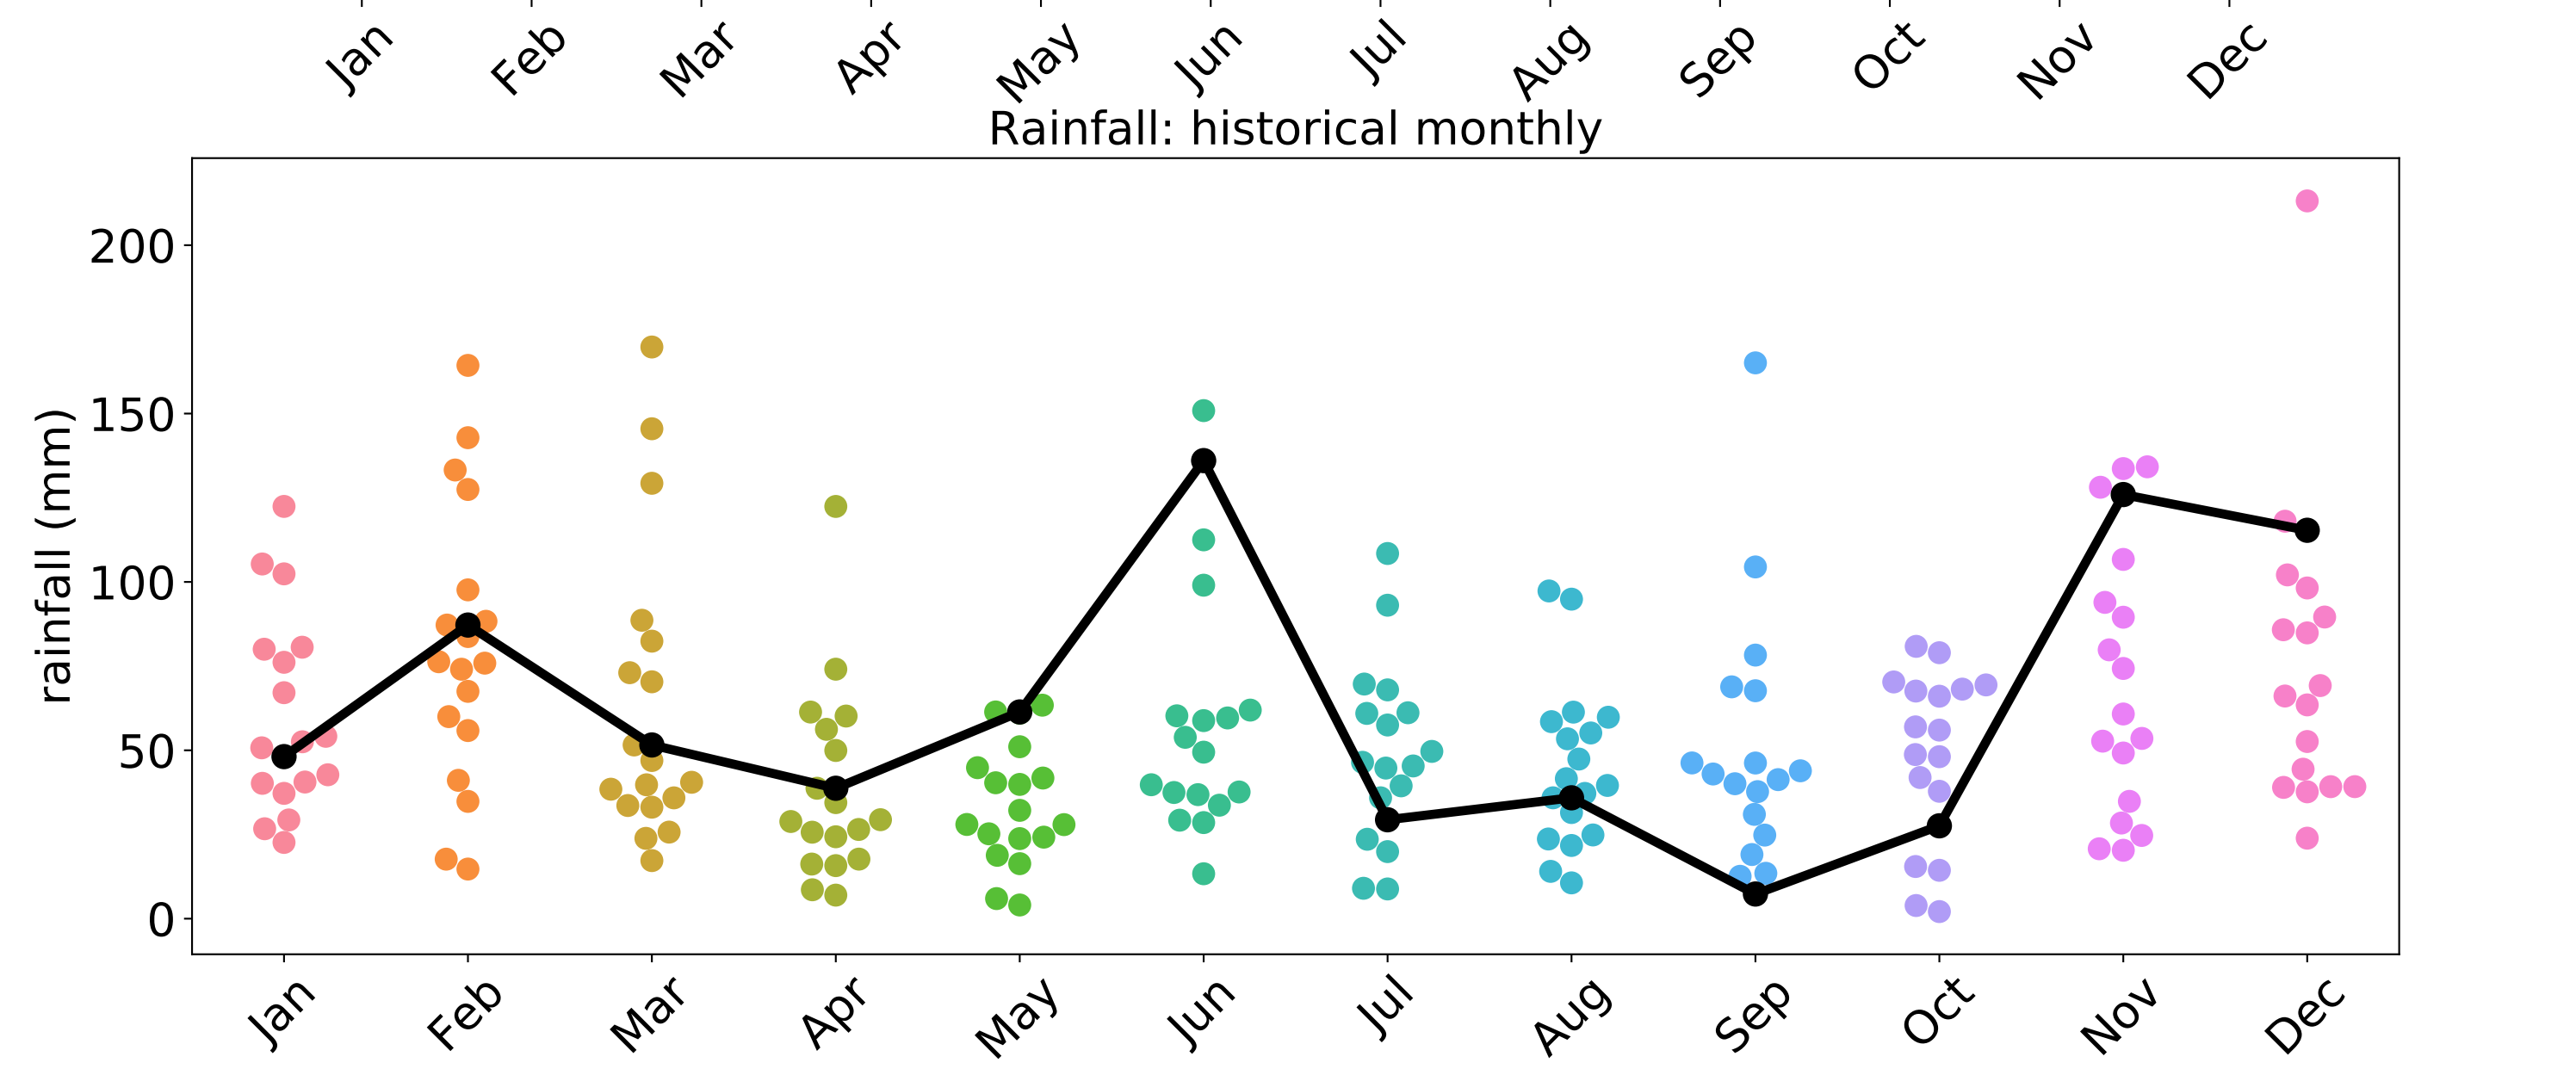 Jan Feb Mar Apr May Jun Jul Aug Sep Oct Nov Dec
Rainfall: historical monthly
rainfall (mm)
200
150
100
50
0
Jan Feb Mar Apr May Jun Jul Aug Sep Oct Nov Dec